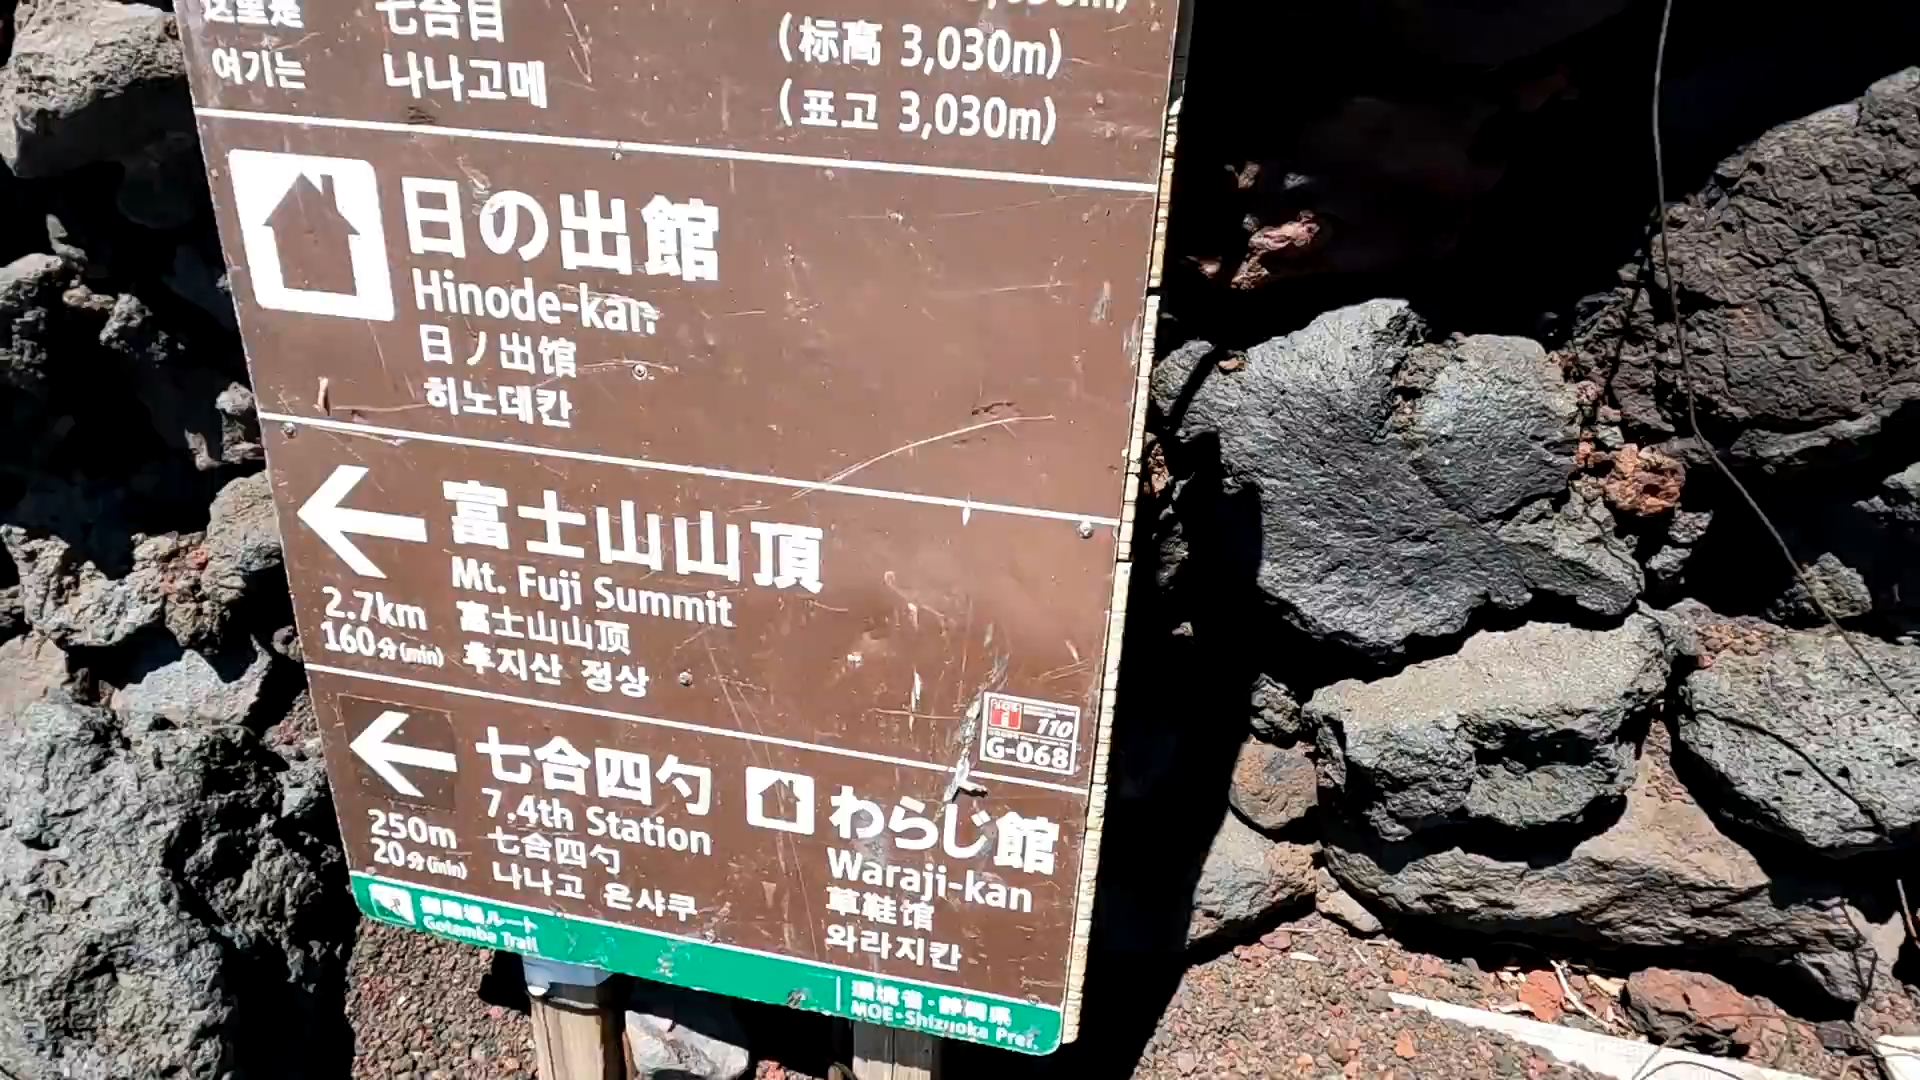 这里是 七合目 (标高 3,030m)
여기는 나나고메 (표고 3,030m)
日の出館
Hinode-kan
日ノ出馆
히노데칸
富士山山頂
Mt. Fuji Summit
富士山山顶
후지산 정상
2.7km
160分(min)
110
G-068
七合四勺
7.4th Station
七合四勺
나나고 욘샤쿠
250m
20分(min)
わらじ館
Waraji-kan
草鞋馆
와라지칸
御殿場ルート
Gotemba Trail
環境省・静岡県
MOE・Shizuoka Pref.